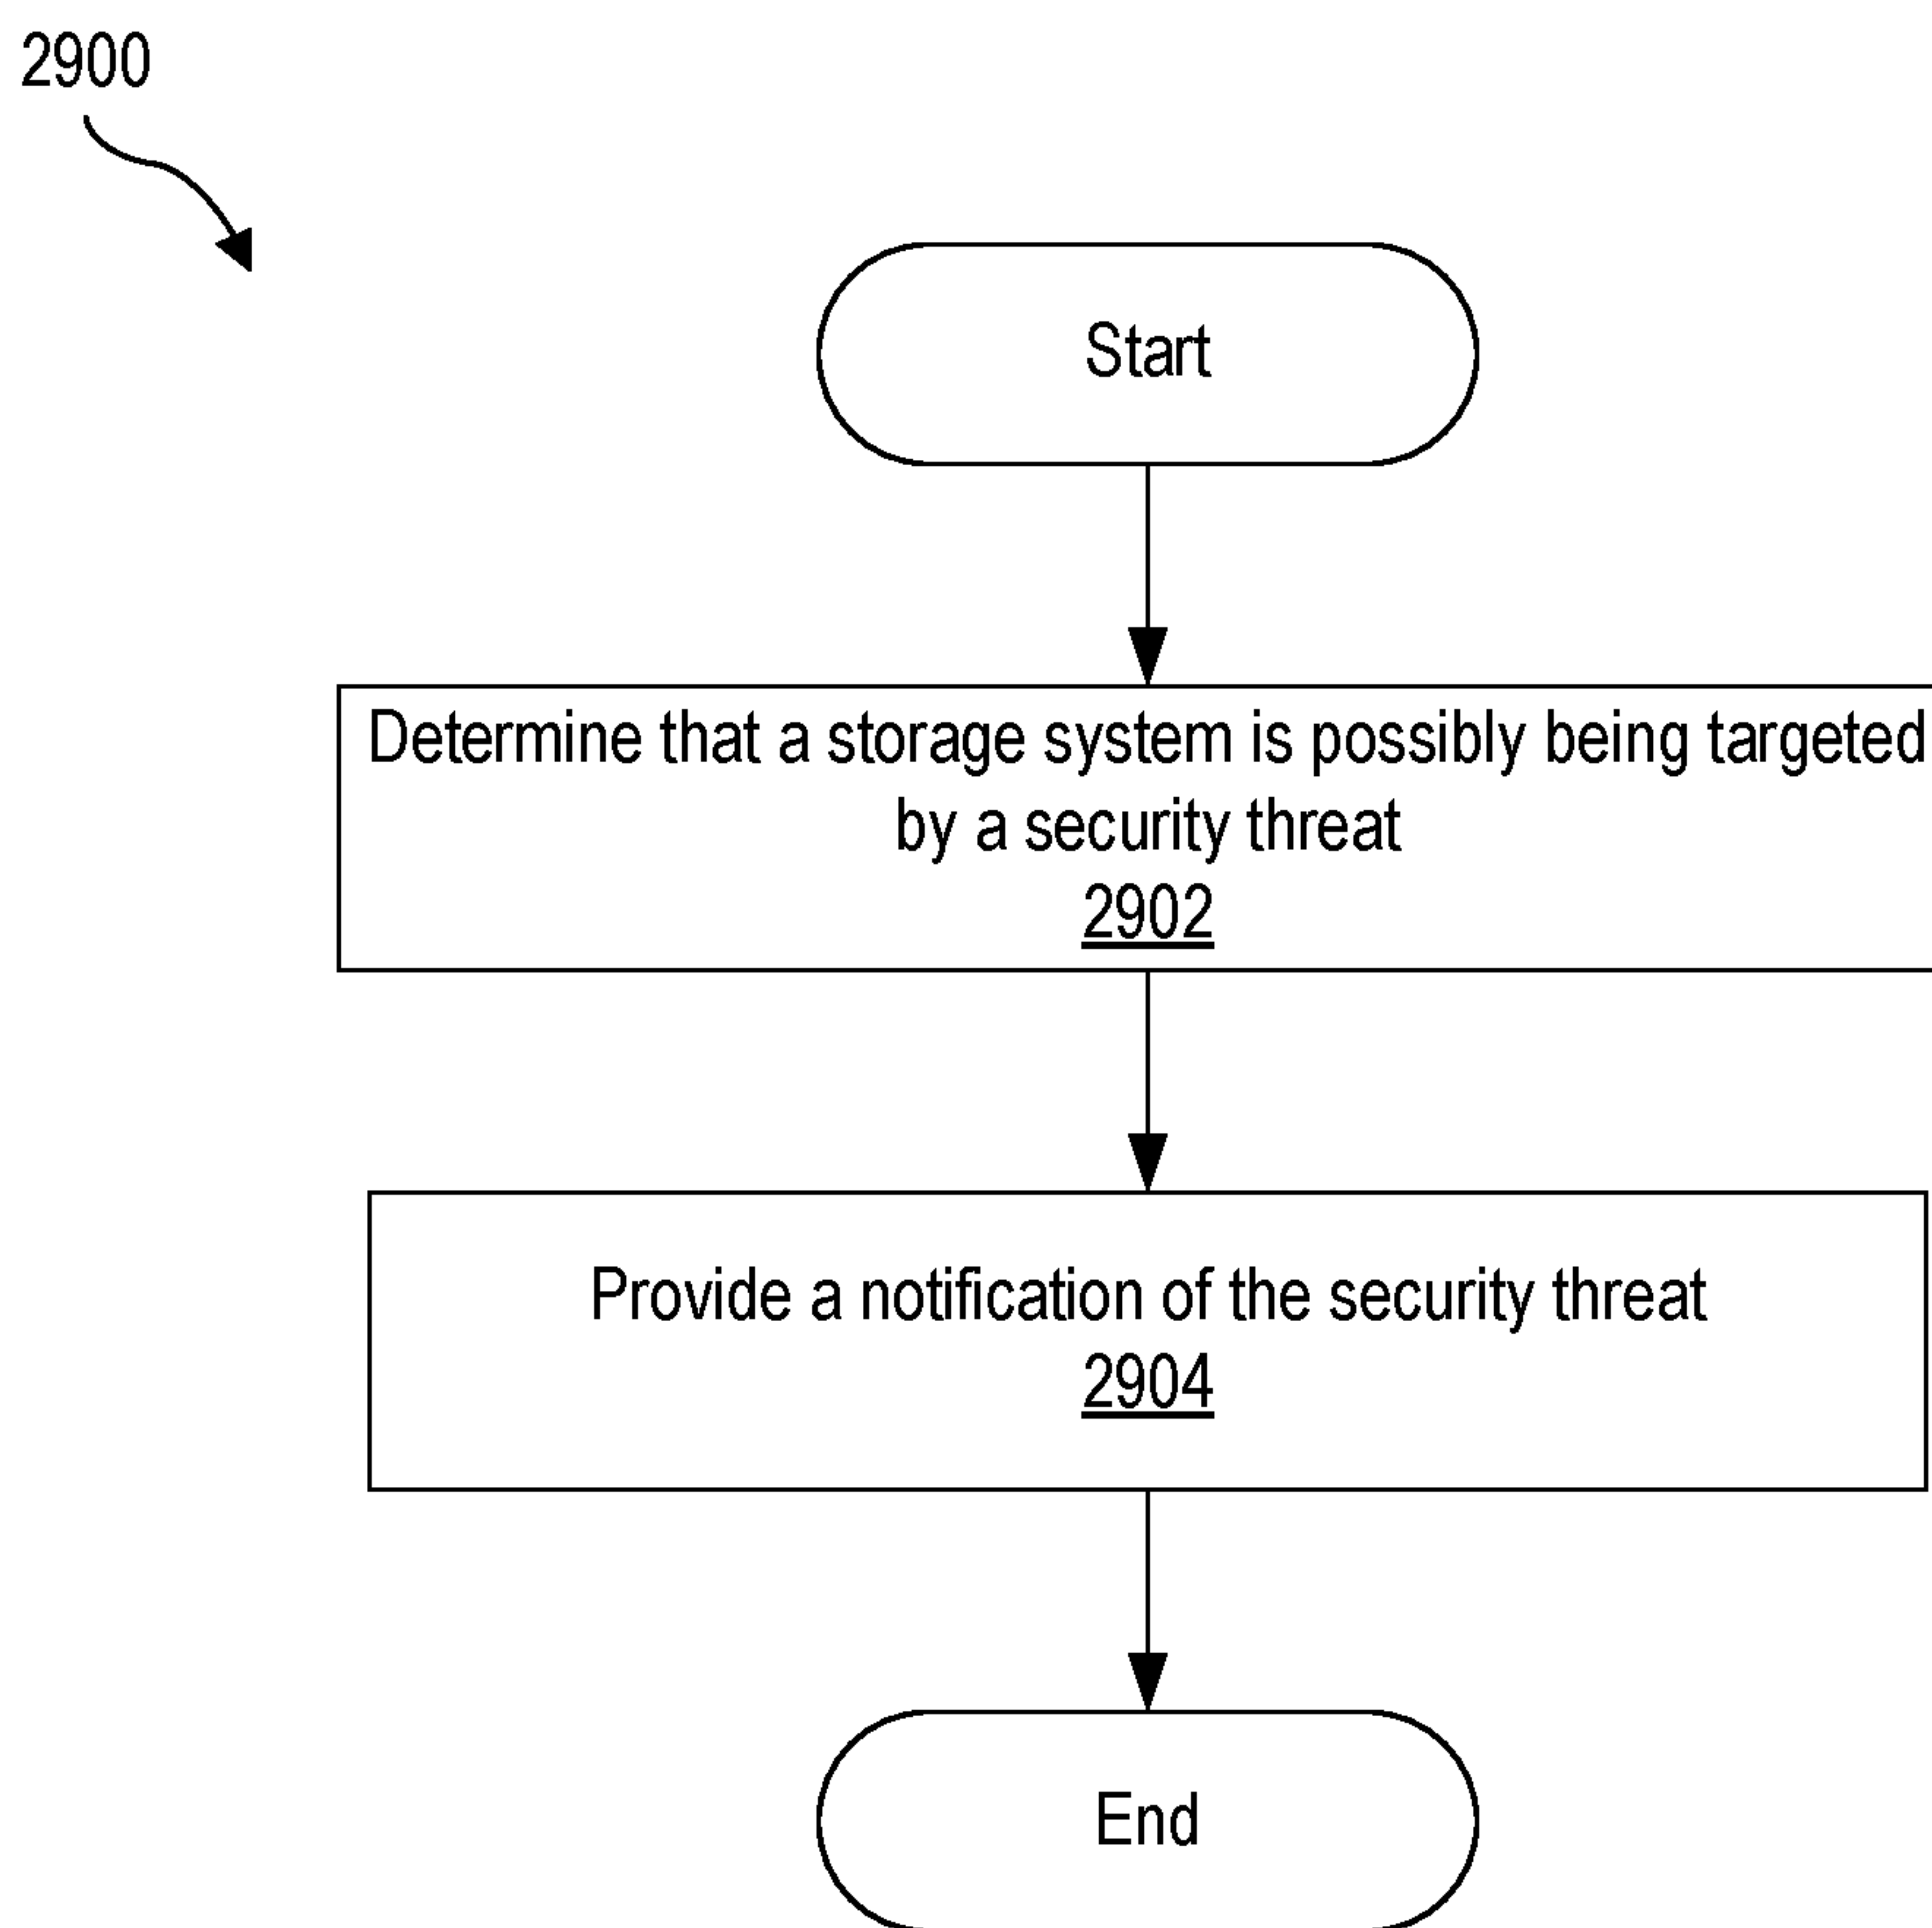 2900
Start
Determine that a storage system is possibly being targeted
by a security threat
2902
Provide a notification of the security threat
2904
End